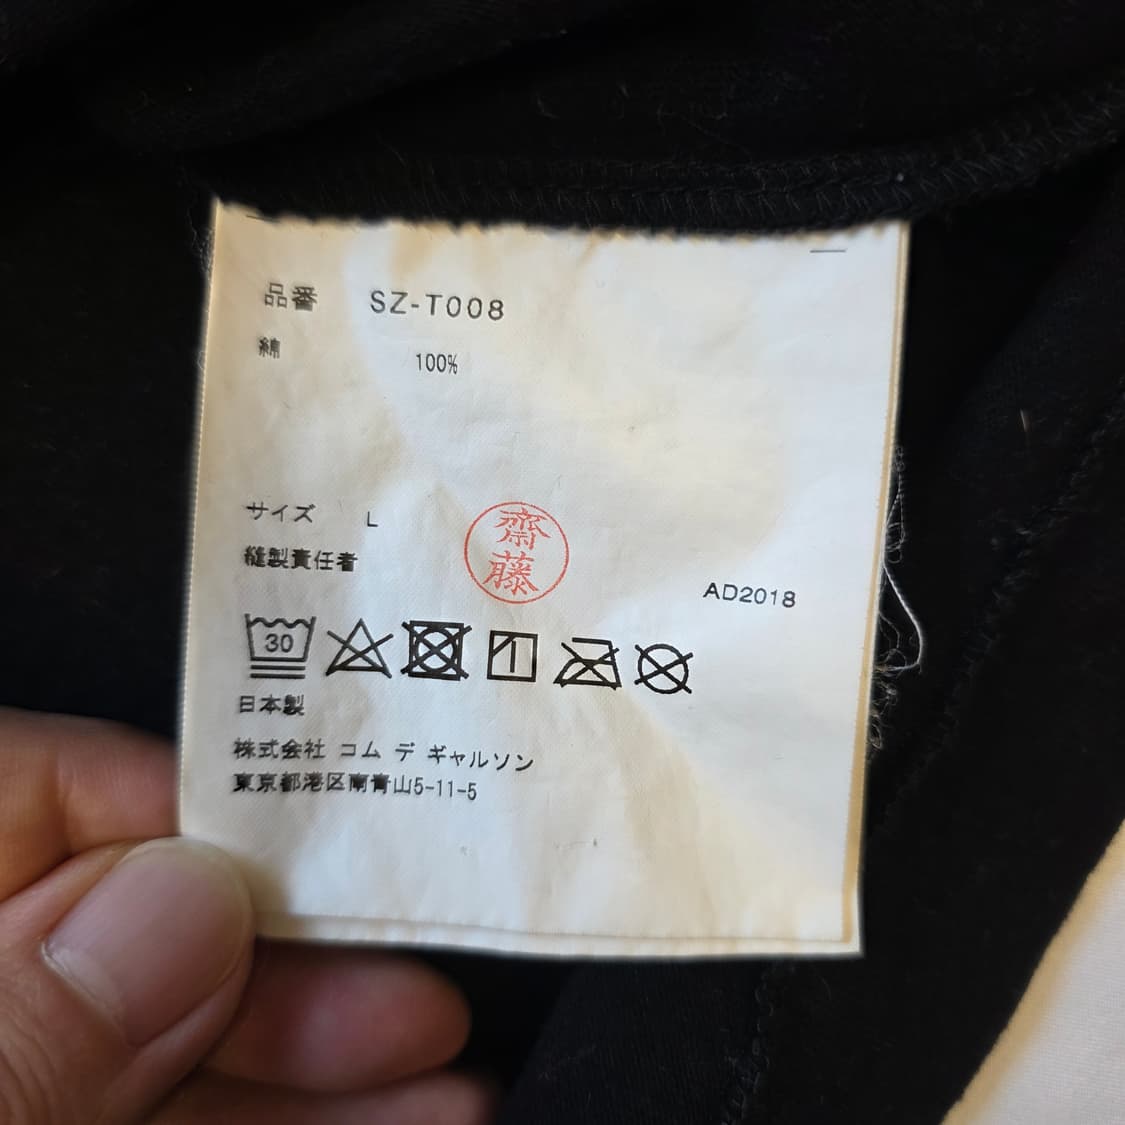 品番 SZ-T008
綿 100%
サイズ L
縫製責任者
齋藤
AD2018
30
日本製
株式会社 コム デ ギャルソン
東京都港区南青山5-11-5